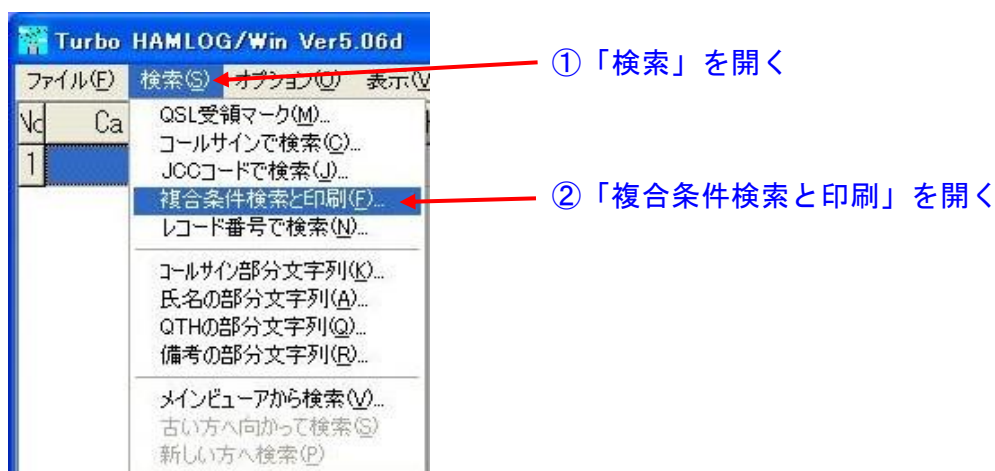 Turbo HAMLOG/Win Ver5.06d
ファイル(F) 検索(S) オプション(O) 表示(V
No Ca
1
QSL受領マーク(M)...
コールサインで検索(C)...
JCCコードで検索(J)...
複合条件検索と印刷(F)...
レコード番号で検索(N)...
コールサイン部分文字列(K)...
氏名の部分文字列(A)...
QTHの部分文字列(Q)...
備考の部分文字列(R)...
メインビューアから検索(V)...
古い方へ向かって検索(S)
新しい方へ検索(P)
①「検索」を開く
②「複合条件検索と印刷」を開く